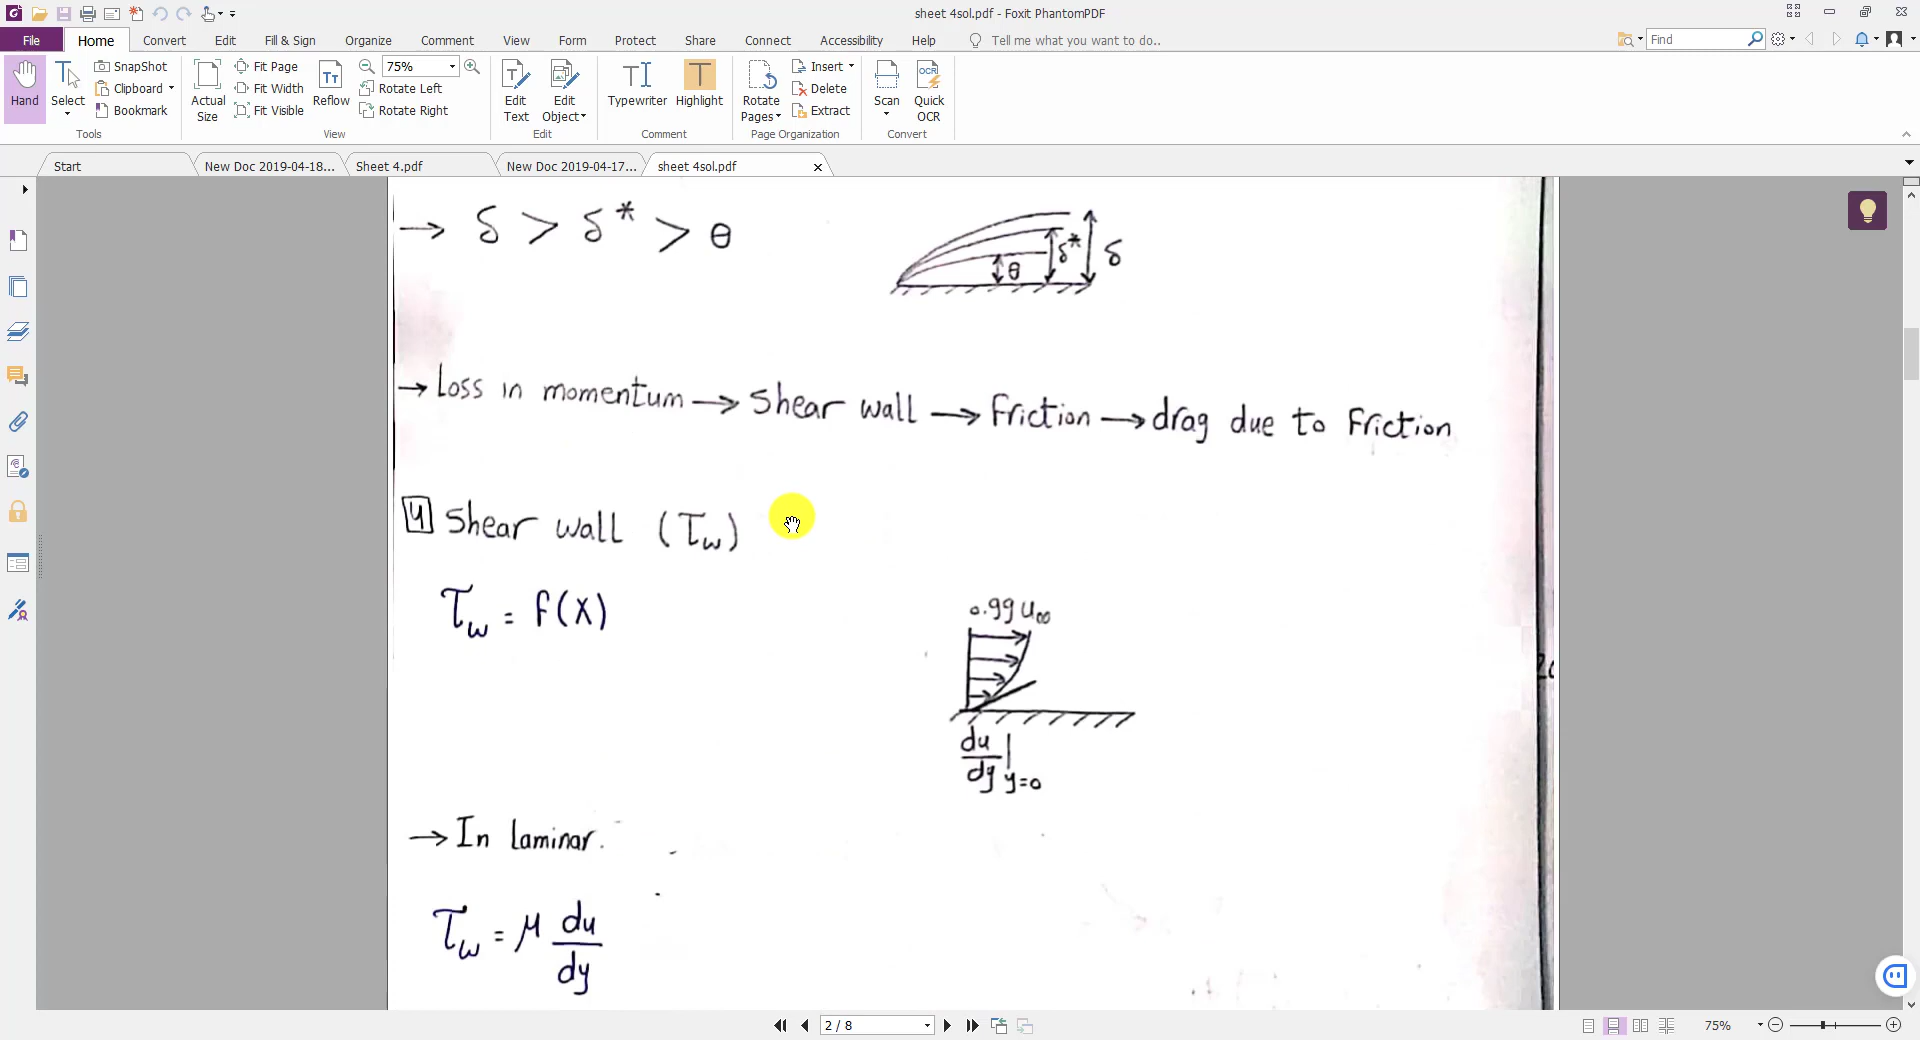 sheet 4sol.pdf - Foxit PhantomPDF
File Home Convert Edit Fill & Sign Organize Comment View Form Protect Share Connect Accessibility Help Tell me what you want to do.. Find
Hand
Select
SnapShot
Clipboard
Bookmark
Tools
Actual Size
Fit Page
Fit Width
Fit Visible
Reflow
75%
Rotate Left
Rotate Right
View
Edit Text
Edit Object
Edit
Typewriter
Highlight
Comment
Rotate Pages
Insert
Delete
Extract
Page Organization
Scan
Quick OCR
Convert
Start
New Doc 2019-04-18...
Sheet 4.pdf
New Doc 2019-04-17...
sheet 4sol.pdf
→ δ > δ* > θ
θ δ* δ
→ Loss in momentum → Shear wall → Friction → drag due to Friction
4 Shear wall (τw)
τw = f(x)
0.99 u∞
du/dy | y=0
→ In laminar.
τw = μ du/dy
2 / 8
75%